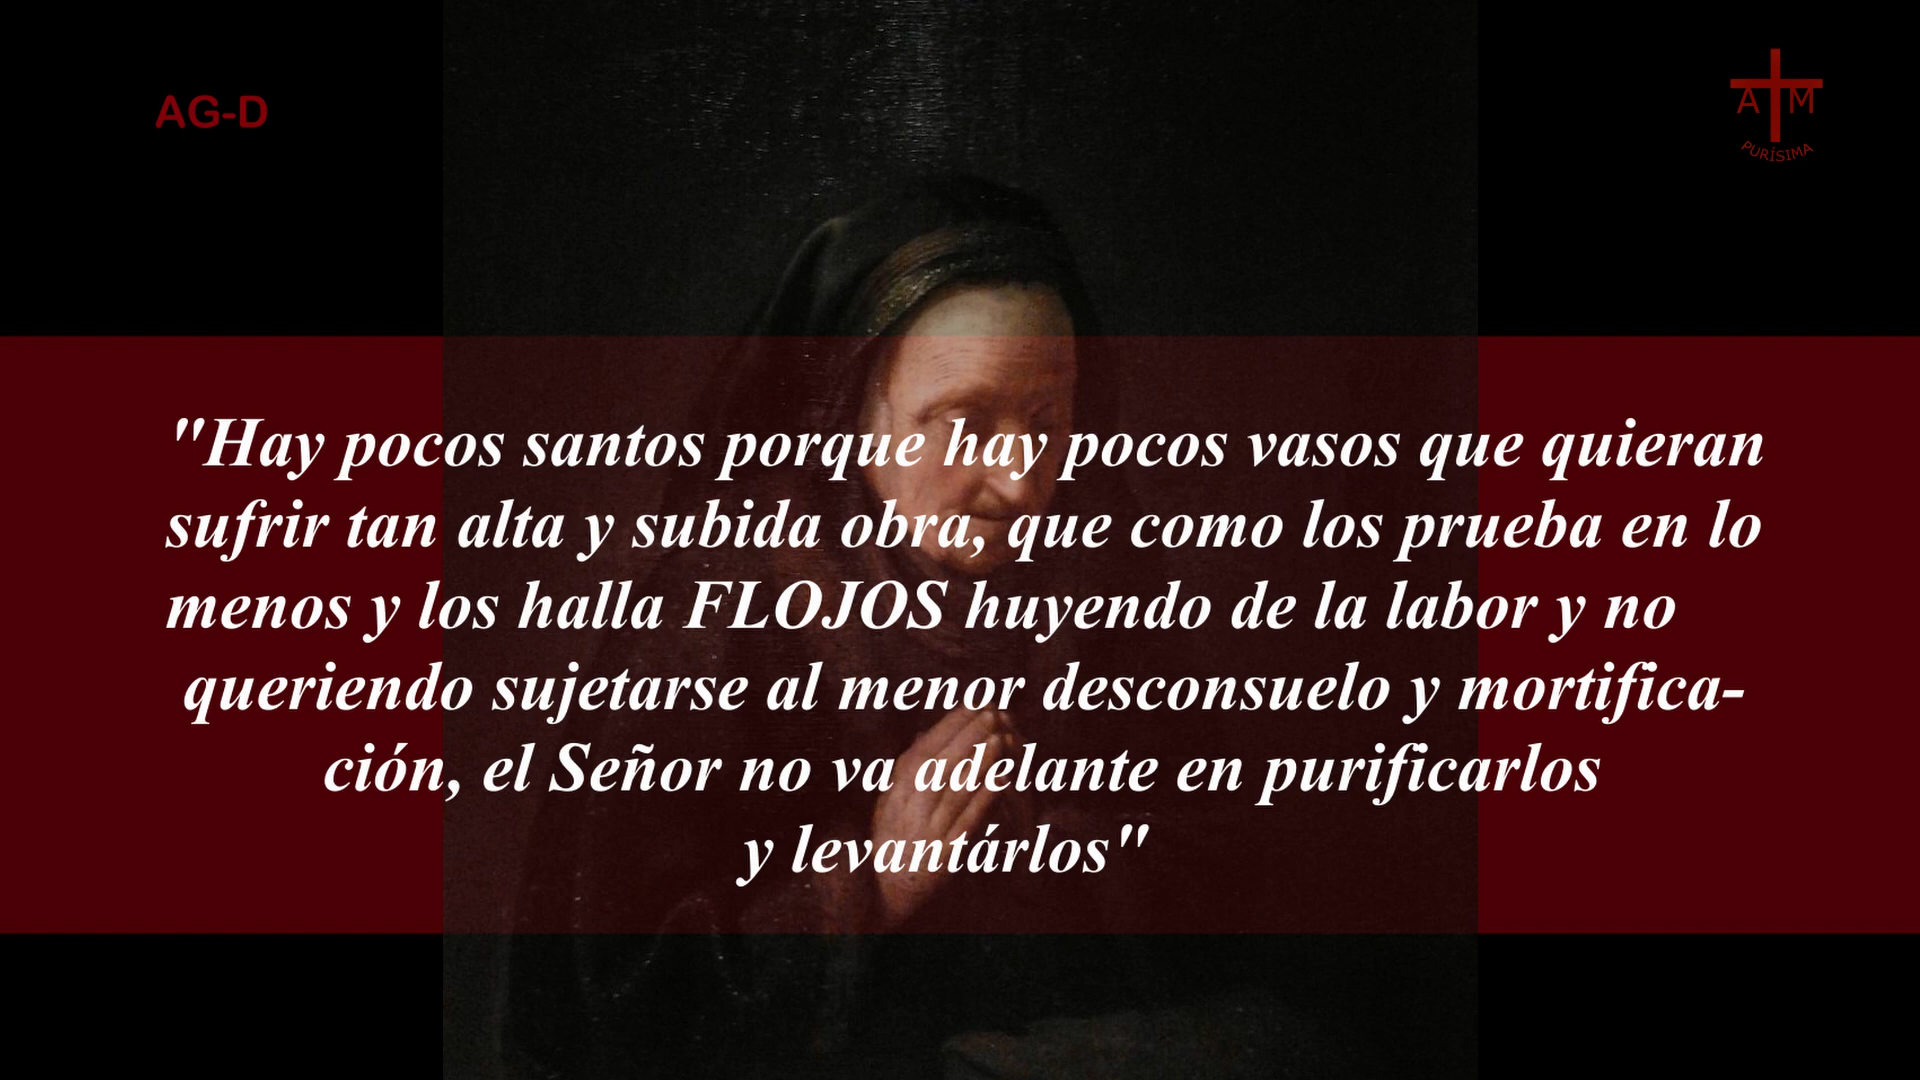 AG-D
A M
PURÍSIMA
"Hay pocos santos porque hay pocos vasos que quieran
sufrir tan alta y subida obra, que como los prueba en lo
menos y los halla FLOJOS huyendo de la labor y no
queriendo sujetarse al menor desconsuelo y mortifica-
ción, el Señor no va adelante en purificarlos
y levantárlos"